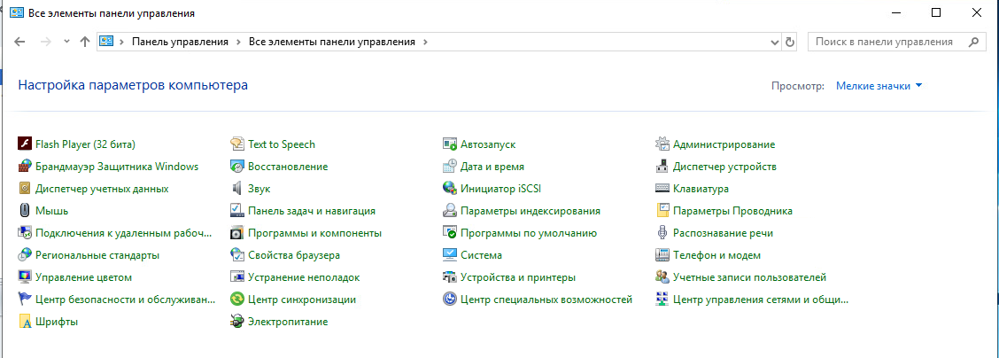 Все элементы панели управления
Панель управления > Все элементы панели управления >
Поиск в панели управления
Настройка параметров компьютера
Просмотр: Мелкие значки
Flash Player (32 бита) Text to Speech Автозапуск Администрирование
Брандмауэр Защитника Windows Восстановление Дата и время Диспетчер устройств
Диспетчер учетных данных Звук Инициатор iSCSI Клавиатура
Мышь Панель задач и навигация Параметры индексирования Параметры Проводника
Подключения к удаленным рабоч... Программы и компоненты Программы по умолчанию Распознавание речи
Региональные стандарты Свойства браузера Система Телефон и модем
Управление цветом Устранение неполадок Устройства и принтеры Учетные записи пользователей
Центр безопасности и обслуживан... Центр синхронизации Центр специальных возможностей Центр управления сетями и общи...
Шрифты Электропитание